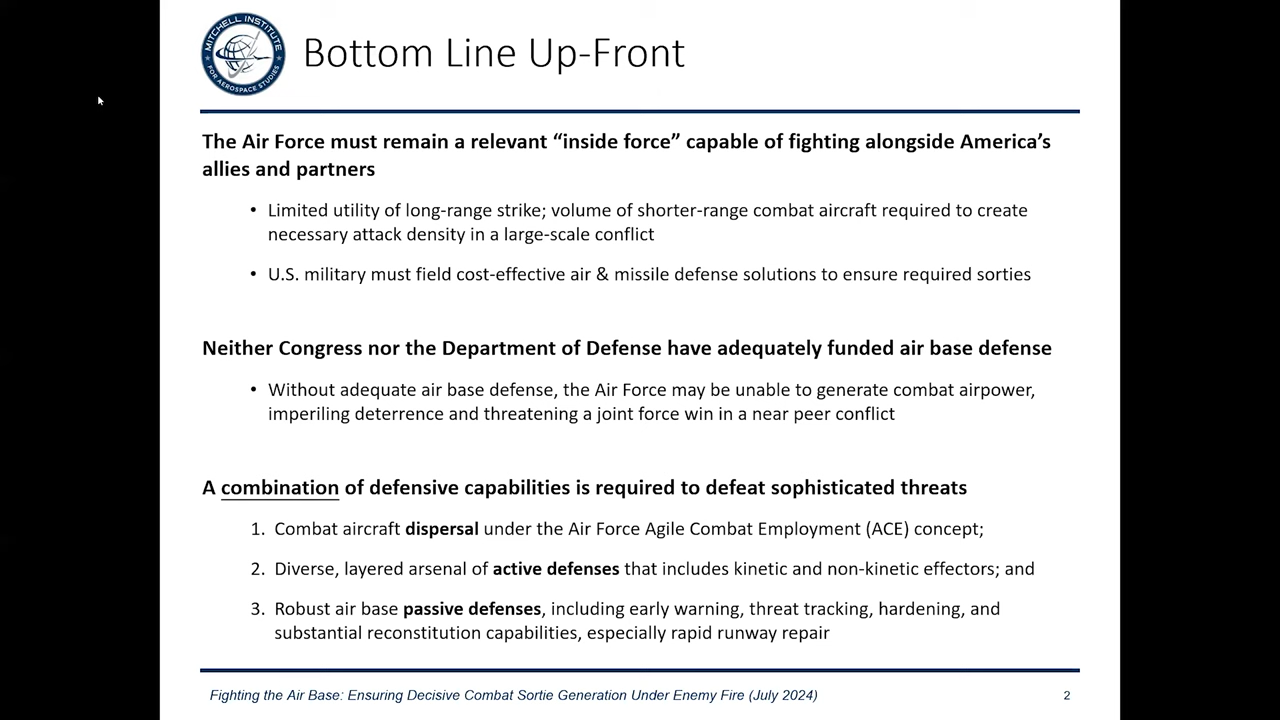 MITCHELL INSTITUTE
FOR AEROSPACE STUDIES
Bottom Line Up-Front
The Air Force must remain a relevant “inside force” capable of fighting alongside America’s
allies and partners
• Limited utility of long-range strike; volume of shorter-range combat aircraft required to create
necessary attack density in a large-scale conflict
• U.S. military must field cost-effective air & missile defense solutions to ensure required sorties
Neither Congress nor the Department of Defense have adequately funded air base defense
• Without adequate air base defense, the Air Force may be unable to generate combat airpower,
imperiling deterrence and threatening a joint force win in a near peer conflict
A combination of defensive capabilities is required to defeat sophisticated threats
1. Combat aircraft dispersal under the Air Force Agile Combat Employment (ACE) concept;
2. Diverse, layered arsenal of active defenses that includes kinetic and non-kinetic effectors; and
3. Robust air base passive defenses, including early warning, threat tracking, hardening, and
substantial reconstitution capabilities, especially rapid runway repair
Fighting the Air Base: Ensuring Decisive Combat Sortie Generation Under Enemy Fire (July 2024)
2